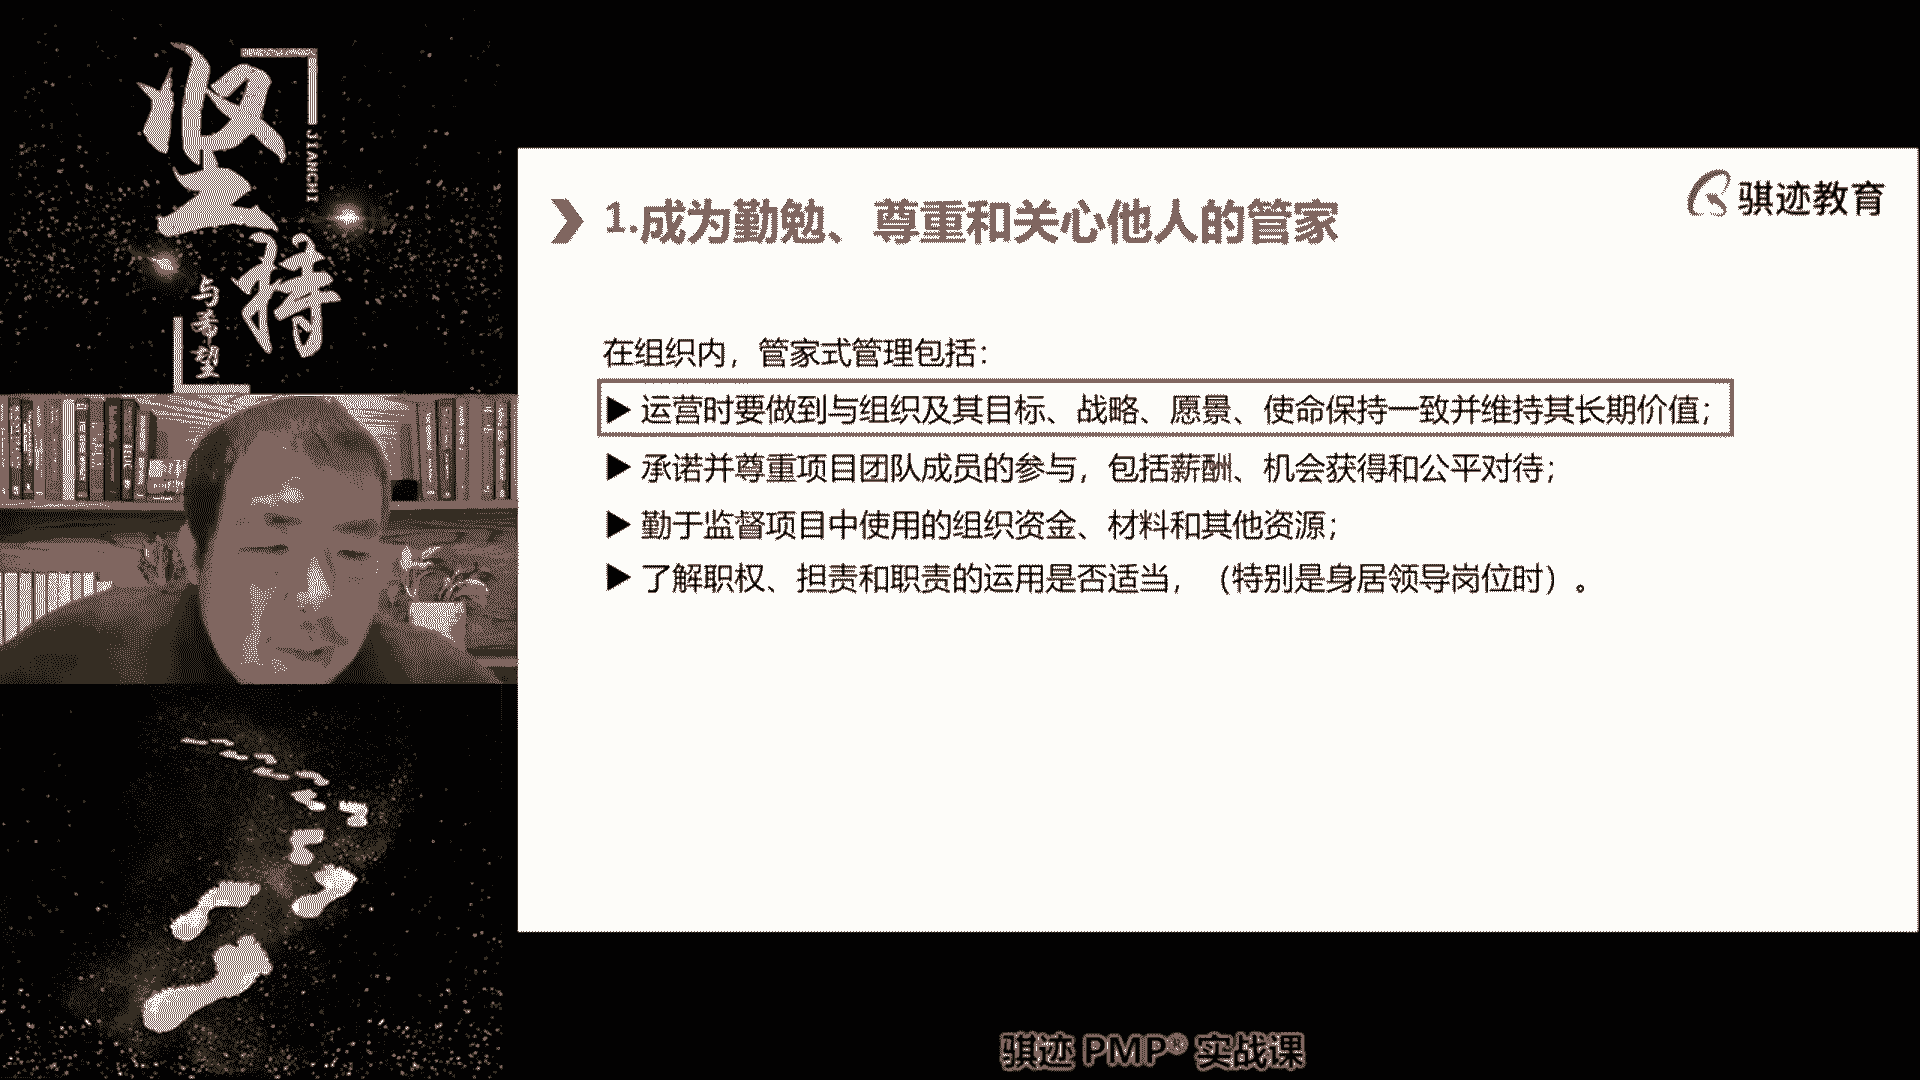 坚持
JIANCHI
与希望
骐迹教育
1.成为勤勉、尊重和关心他人的管家
在组织内，管家式管理包括：
▶ 运营时要做到与组织及其目标、战略、愿景、使命保持一致并维持其长期价值；
▶ 承诺并尊重项目团队成员的参与，包括薪酬、机会获得和公平对待；
▶ 勤于监督项目中使用的组织资金、材料和其他资源；
▶ 了解职权、担责和职责的运用是否适当，（特别是身居领导岗位时）。
骐迹 PMP® 实战课